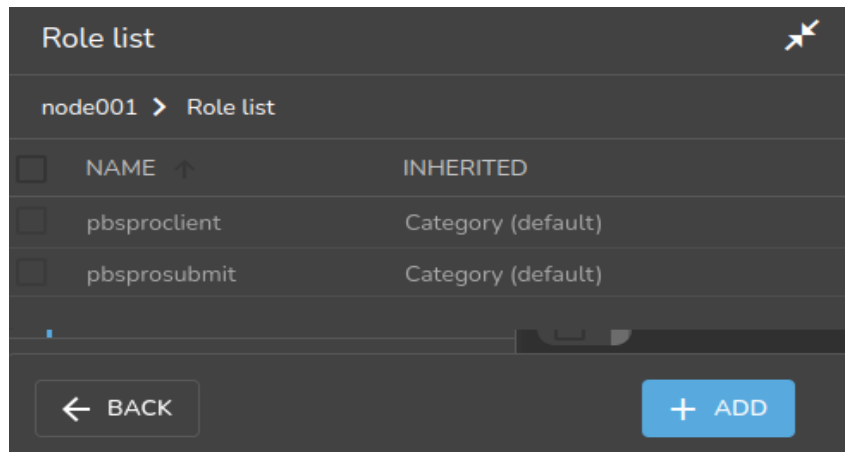 Role list
node001 > Role list
NAME INHERITED
pbsproclient Category (default)
pbsprosubmit Category (default)
BACK + ADD